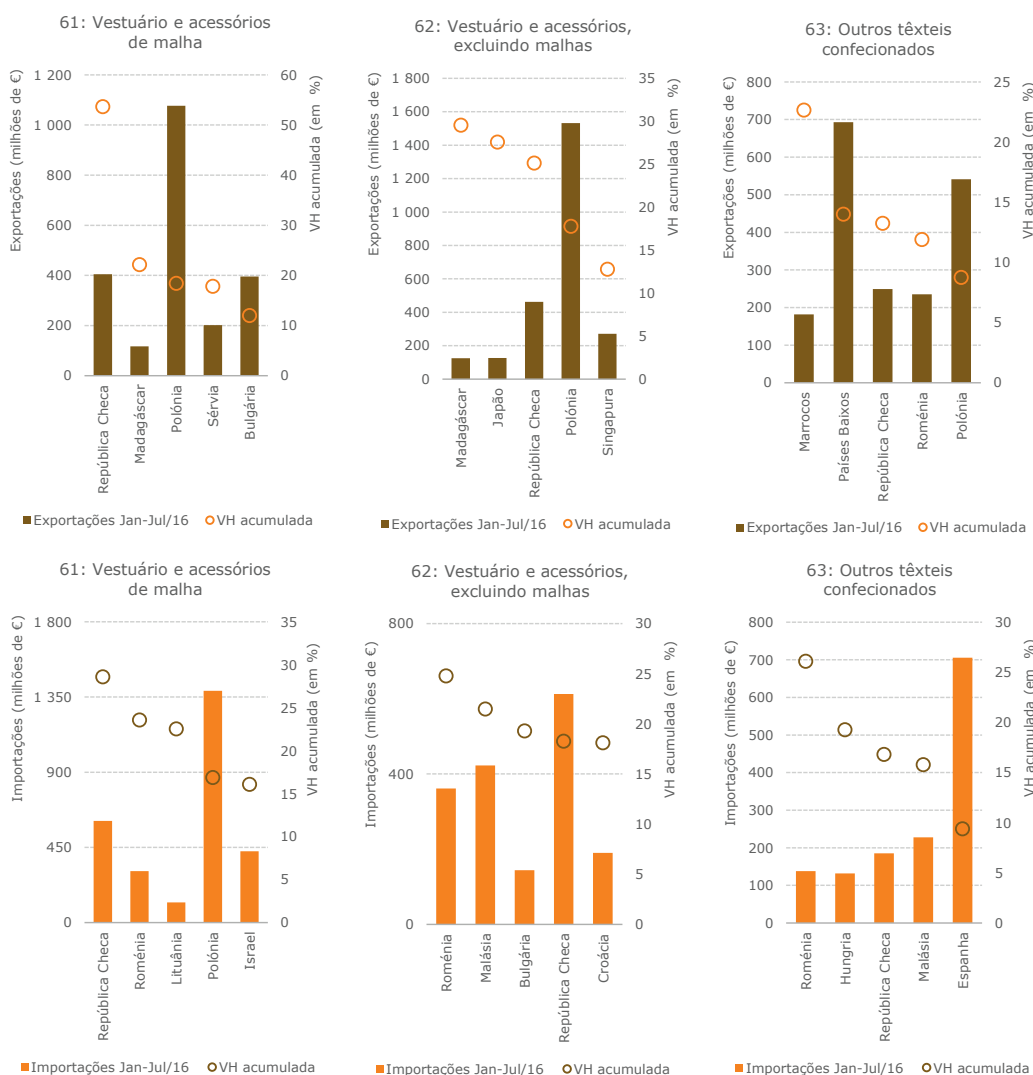 61: Vestuário e acessórios
de malha
Exportações (milhões de €)
1 200
1 000
800
600
400
200
0
60
50
40
30
20
10
0
VH acumulada (em %)
República Checa
Madagáscar
Polónia
Sérvia
Bulgária
Exportações Jan-Jul/16 VH acumulada
62: Vestuário e acessórios,
excluindo malhas
Exportações (milhões de €)
1 800
1 600
1 400
1 200
1 000
800
600
400
200
0
35
30
25
20
15
10
5
0
VH acumulada (em %)
Madagáscar
Japão
República Checa
Polónia
Singapura
Exportações Jan-Jul/16 VH acumulada
63: Outros têxteis
confecionados
Exportações (milhões de €)
800
700
600
500
400
300
200
100
0
25
20
15
10
5
0
VH acumulada (em %)
Marrocos
Países Baixos
República Checa
Roménia
Polónia
Exportações Jan-Jul/16 VH acumulada
61: Vestuário e acessórios
de malha
Importações (milhões de €)
1 800
1 350
900
450
0
35
30
25
20
15
10
5
0
VH acumulada (em %)
República Checa
Roménia
Lituânia
Polónia
Israel
Importações Jan-Jul/16 VH acumulada
62: Vestuário e acessórios,
excluindo malhas
Importações (milhões de €)
800
400
0
30
25
20
15
10
5
0
VH acumulada (em %)
Roménia
Malásia
Bulgária
República Checa
Croácia
Importações Jan-Jul/16 VH acumulada
63: Outros têxteis
confecionados
Importações (milhões de €)
800
700
600
500
400
300
200
100
0
30
25
20
15
10
5
0
VH acumulada (em %)
Roménia
Hungria
República Checa
Malásia
Espanha
Importações Jan-Jul/16 VH acumulada